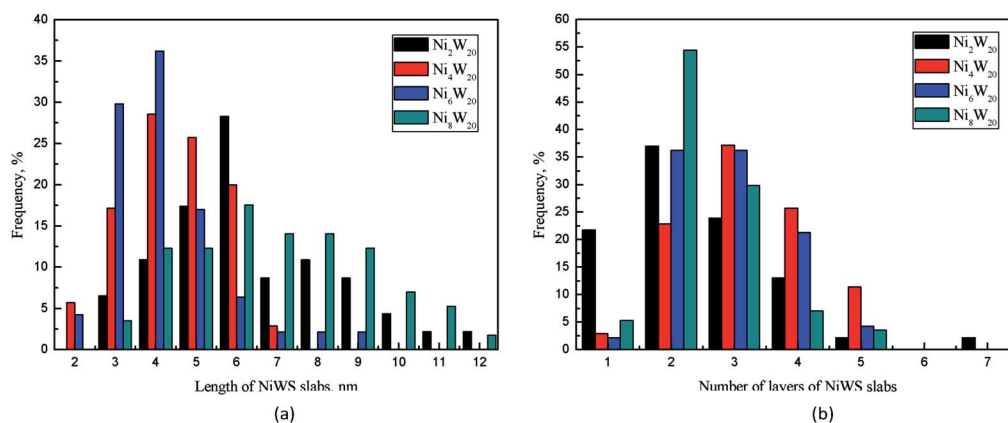 40
35
30
25
20
15
10
5
0
Frequency, %
Ni2W20
Ni4W20
Ni6W20
Ni8W20
2 3 4 5 6 7 8 9 10 11 12
Length of NiWS slabs, nm
(a)
60
55
50
45
40
35
30
25
20
15
10
5
0
Frequency, %
Ni2W20
Ni4W20
Ni6W20
Ni8W20
1 2 3 4 5 6 7
Number of layers of NiWS slabs
(b)